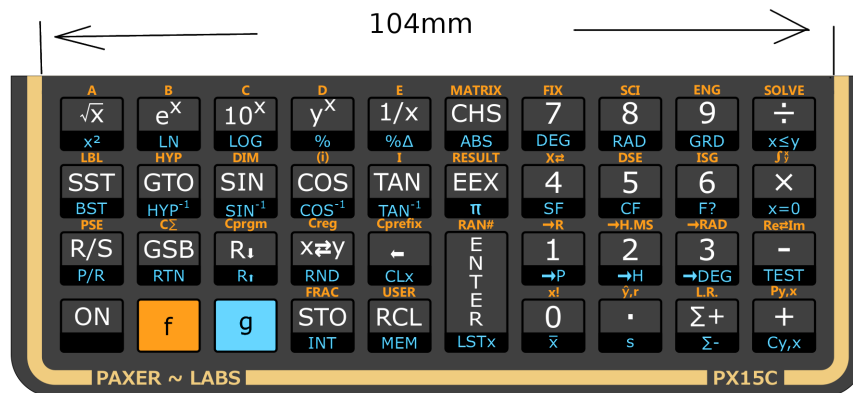 104mm
A B C D E MATRIX FIX SCI ENG SOLVE
√x eˣ 10ˣ yˣ 1/x CHS 7 8 9 ÷
x² LN LOG % %Δ ABS DEG RAD GRD x≤y
LBL HYP DIM (i) I RESULT X⇄ DSE ISG ∫ˣᵧ
SST GTO SIN COS TAN EEX 4 5 6 ×
BST HYP⁻¹ SIN⁻¹ COS⁻¹ TAN⁻¹ π SF CF F? x=0
PSE CΣ Cprgm Creg Cprefix RAN# →R →H.MS →RAD Re⇄Im
R/S GSB R⬇ x⇄y ← ENTER 1 2 3 -
P/R RTN R⬆ RND CLx →P →H →DEG TEST
FRAC USER x! ŷ,r L.R. Py,x
ON f g STO RCL 0 · Σ+ +
INT MEM LSTx x̄ s Σ- Cy,x
PAXER ~ LABS PX15C